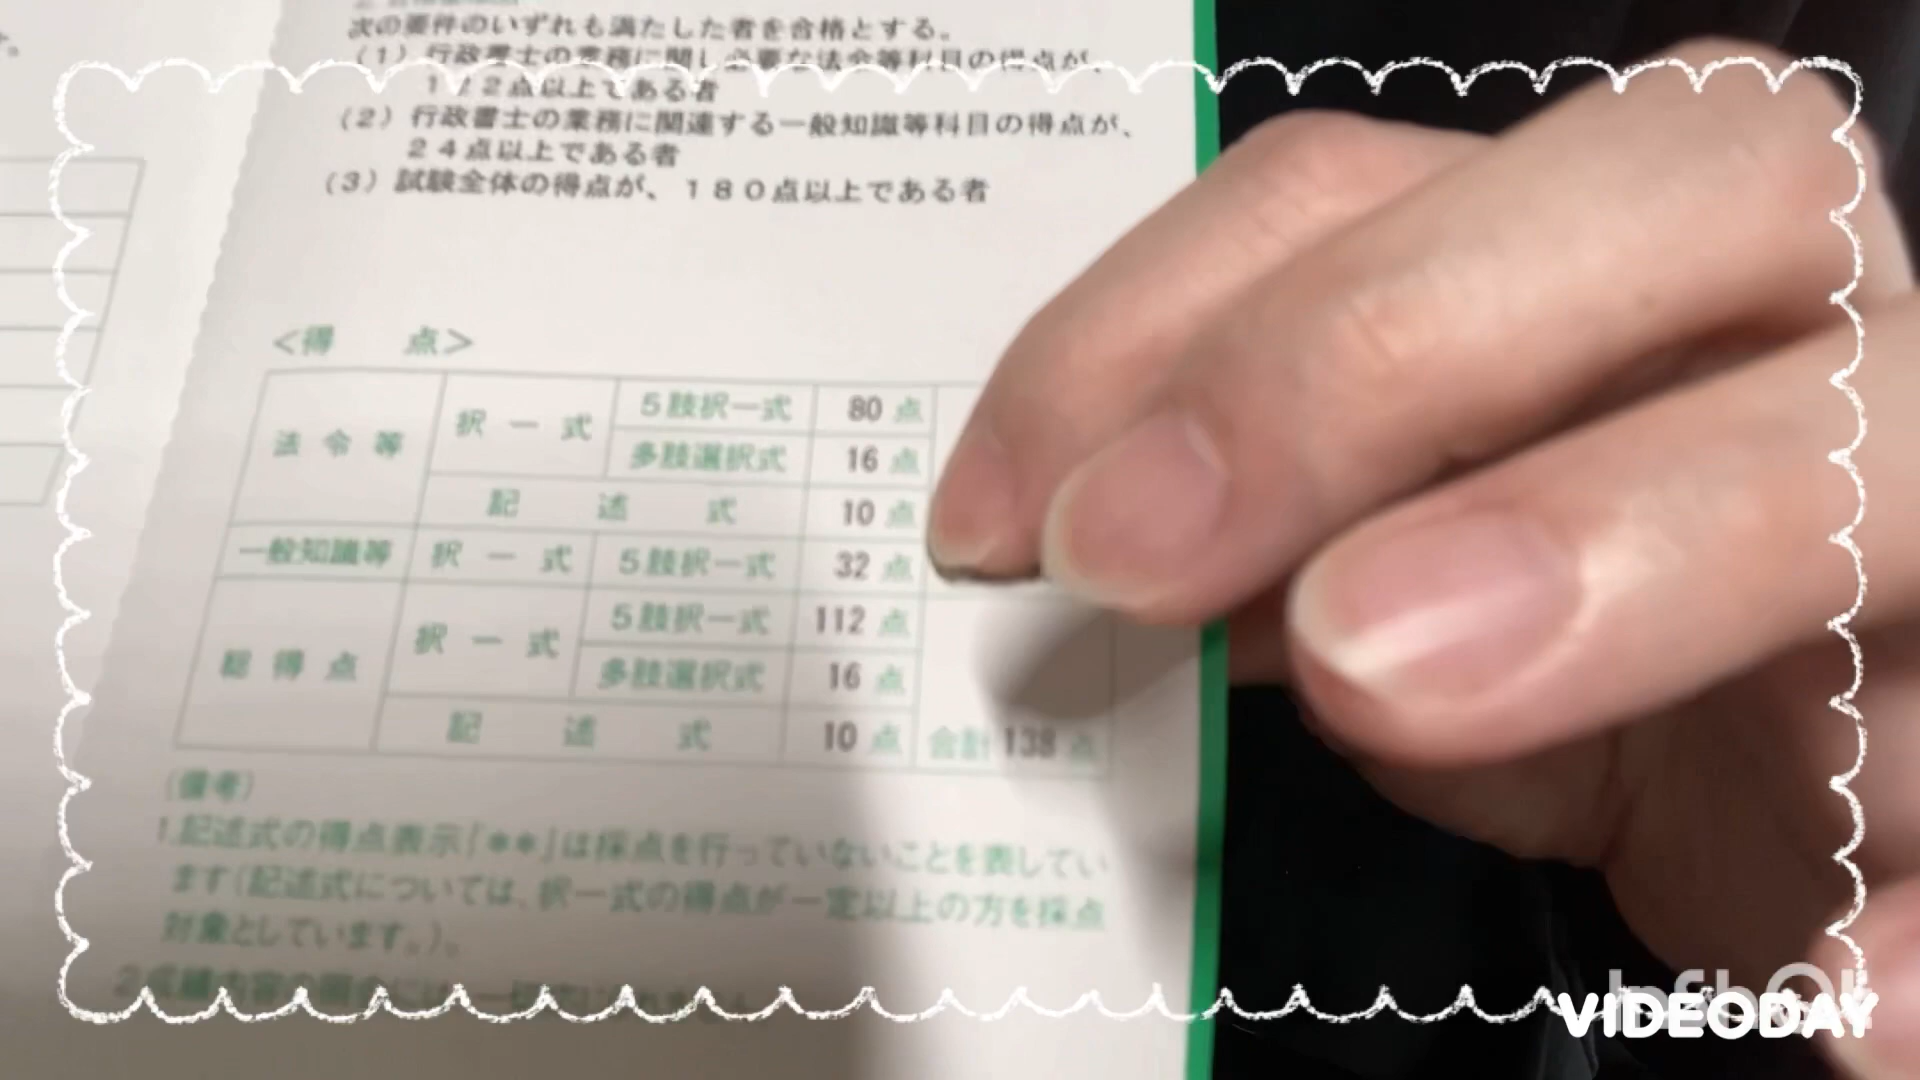 次の要件のいずれも満たした者を合格とする。
(1) 行政書士の業務に関し必要な法令等科目の得点が、
122点以上である者
(2) 行政書士の業務に関連する一般知識等科目の得点が、
24点以上である者
(3) 試験全体の得点が、180点以上である者
<得 点>
法令等 択一式 5肢択一式 80点
多肢選択式 16点
記述式 10点
一般知識等 択一式 5肢択一式 32点
総得点 択一式 5肢択一式 112点
多肢選択式 16点
記述式 10点 合計 138点
(備考)
1.記述式の得点表示「**」は採点を行っていないことを表してい
ます(記述式については、択一式の得点が一定以上の方を採点
対象としています。)。
VIDEODAY